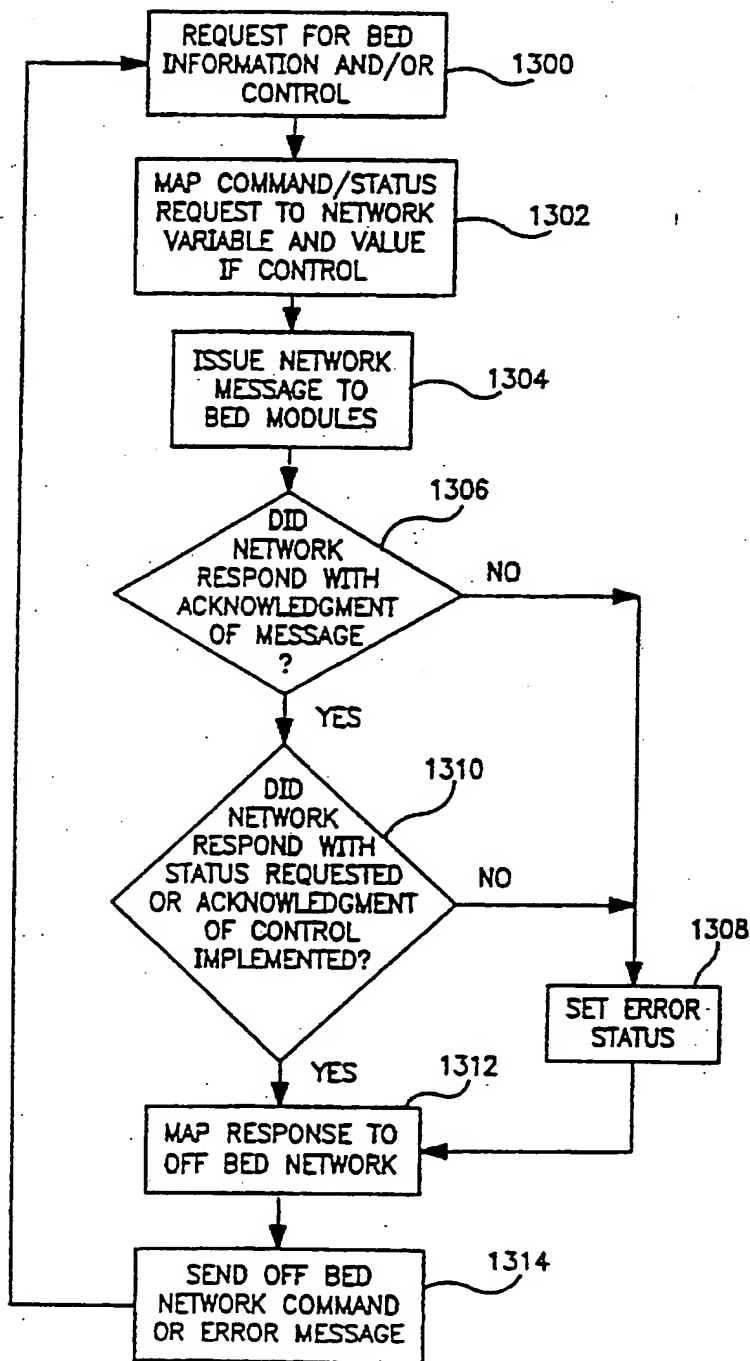 REQUEST FOR BED
INFORMATION AND/OR
CONTROL
1300
MAP COMMAND/STATUS
REQUEST TO NETWORK
VARIABLE AND VALUE
IF CONTROL
1302
ISSUE NETWORK
MESSAGE TO
BED MODULES
1304
1306
DID
NETWORK
RESPOND WITH
ACKNOWLEDGMENT
OF MESSAGE
?
NO
YES
1310
DID
NETWORK
RESPOND WITH
STATUS REQUESTED
OR ACKNOWLEDGMENT
OF CONTROL
IMPLEMENTED?
NO
YES
1308
SET ERROR
STATUS
1312
MAP RESPONSE TO
OFF BED NETWORK
SEND OFF BED
NETWORK COMMAND
OR ERROR MESSAGE
1314